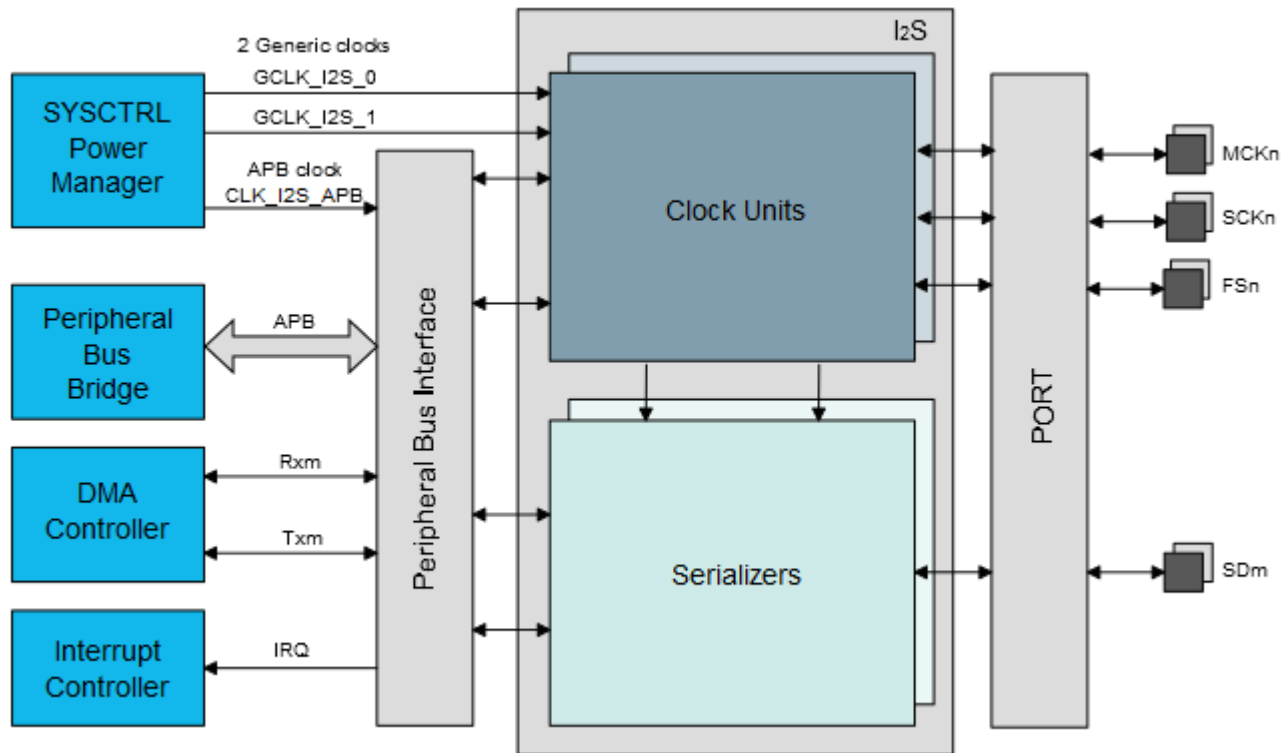 I2S
2 Generic clocks
GCLK_I2S_0
GCLK_I2S_1
SYSCTRL
Power
Manager
APB clock
CLK_I2S_APB
Peripheral
Bus
Bridge
APB
DMA
Controller
Rxm
Txm
Interrupt
Controller
IRQ
Peripheral Bus Interface
Clock Units
Serializers
PORT
MCKn
SCKn
FSn
SDm